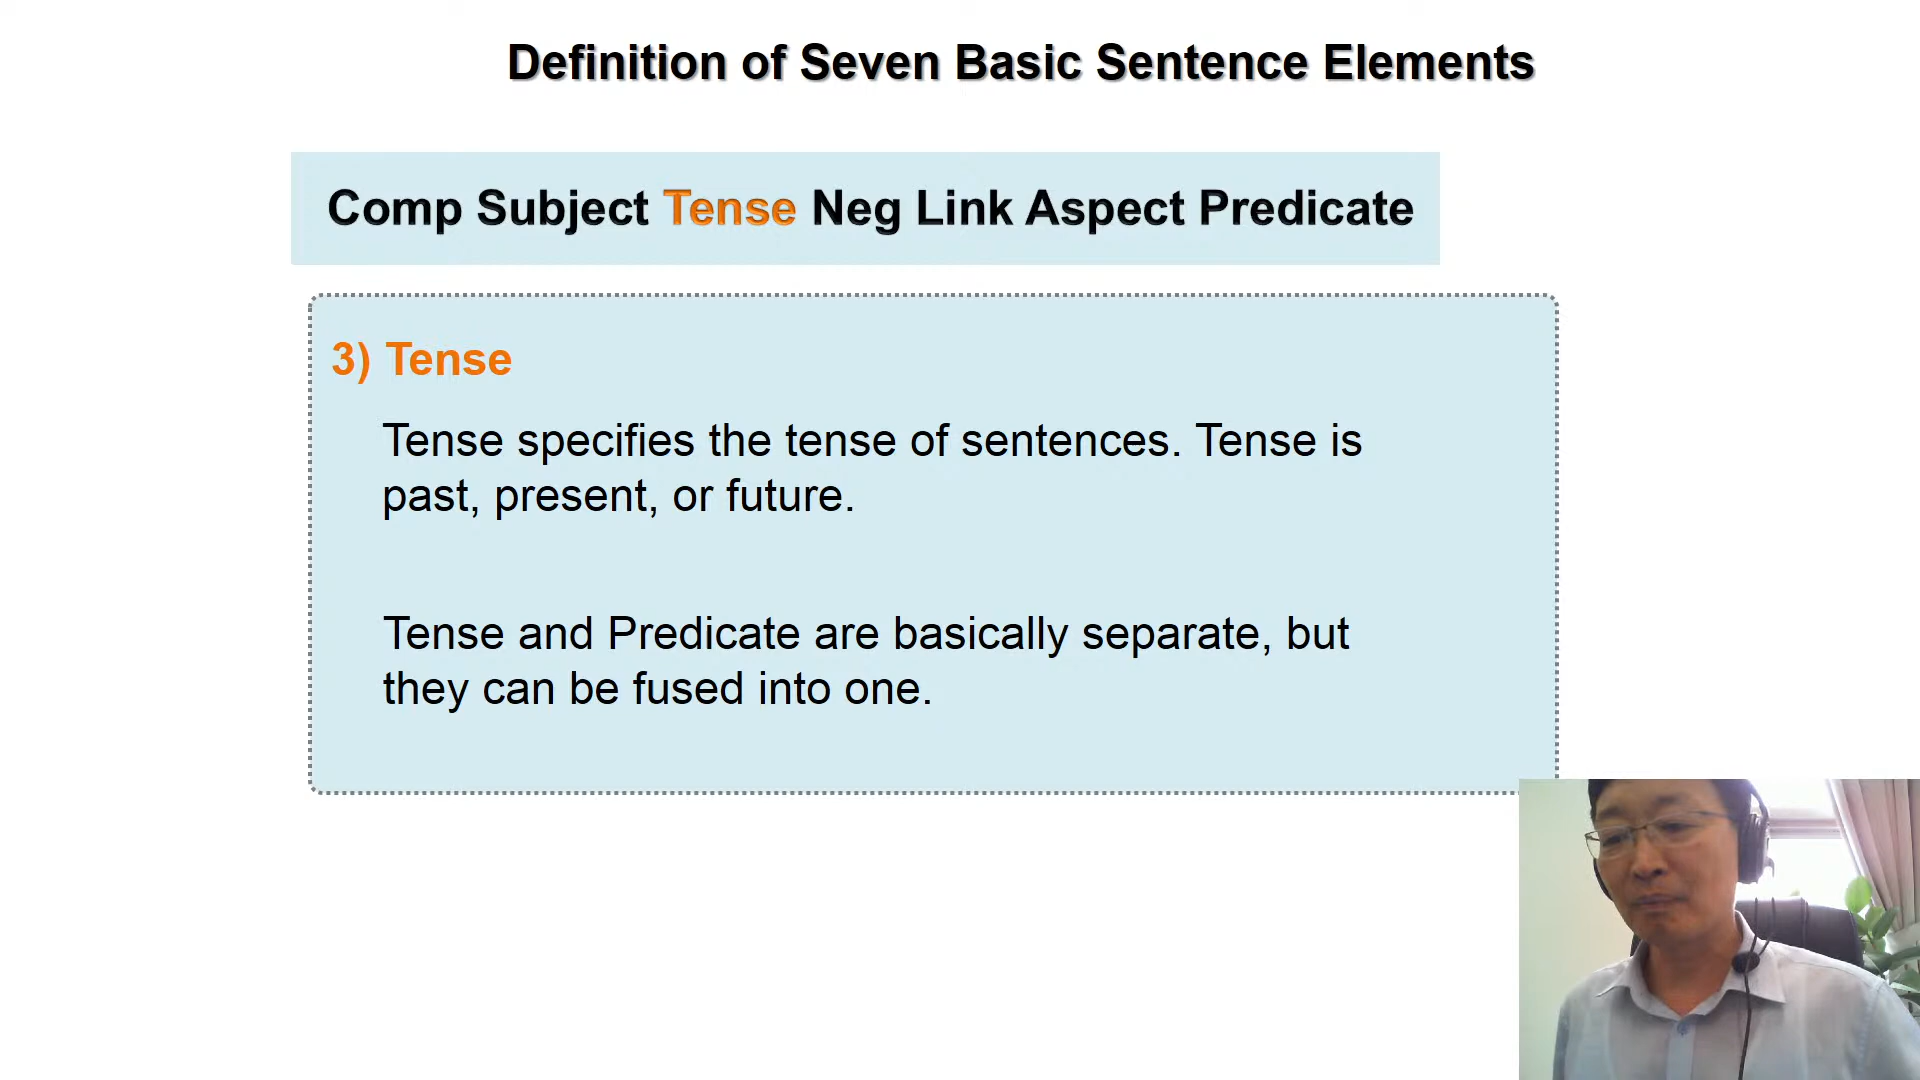 Definition of Seven Basic Sentence Elements
Comp Subject Tense Neg Link Aspect Predicate
3) Tense
Tense specifies the tense of sentences. Tense is
past, present, or future.
Tense and Predicate are basically separate, but
they can be fused into one.